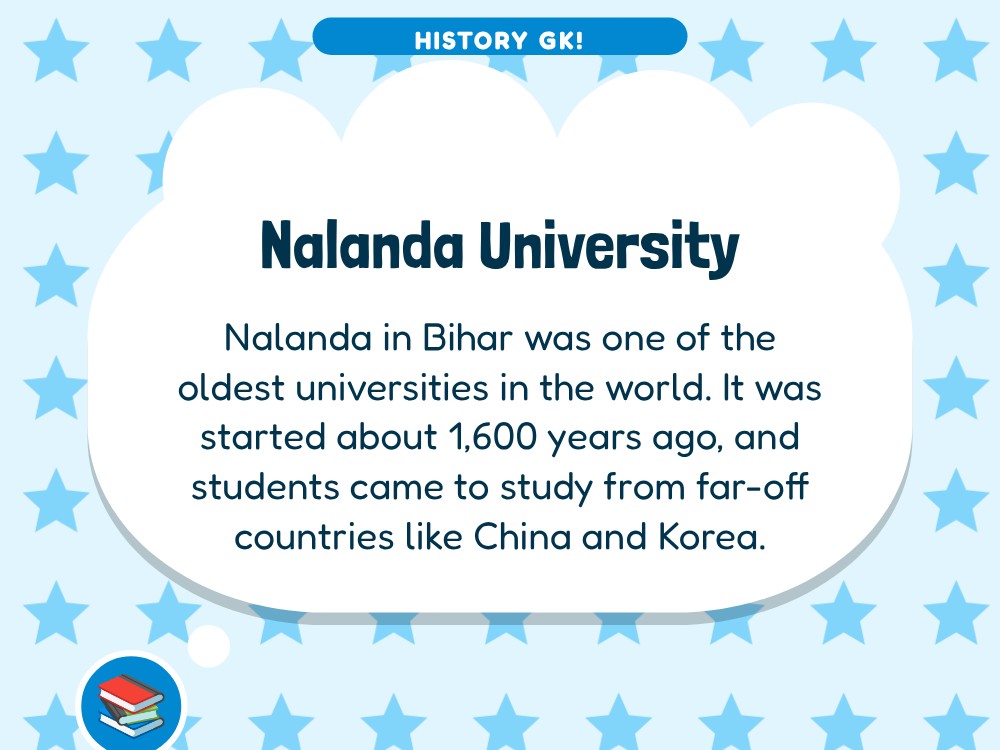 HISTORY GK!
Nalanda University
Nalanda in Bihar was one of the
oldest universities in the world. It was
started about 1,600 years ago, and
students came to study from far-off
countries like China and Korea.